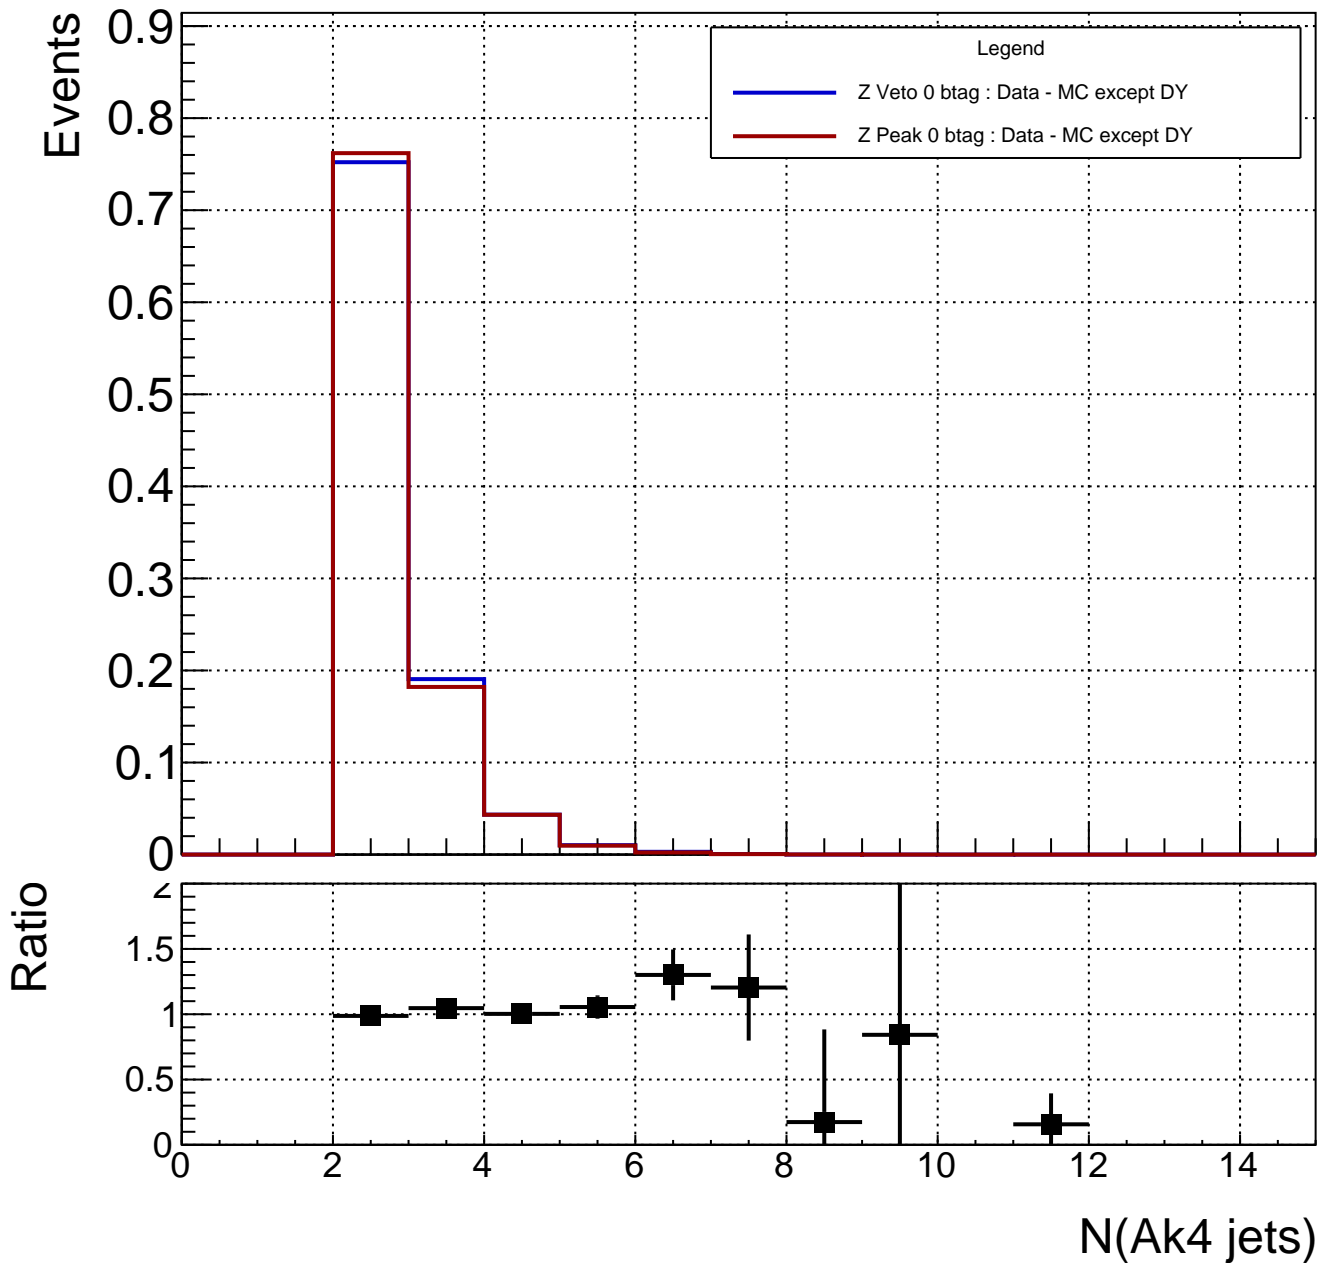 Events
0.9
0.8
0.7
0.6
0.5
0.4
0.3
0.2
0.1
0
Legend
Z Veto 0 btag : Data - MC except DY
Z Peak 0 btag : Data - MC except DY
Ratio
2
1.5
1
0.5
0
0 2 4 6 8 10 12 14
N(Ak4 jets)